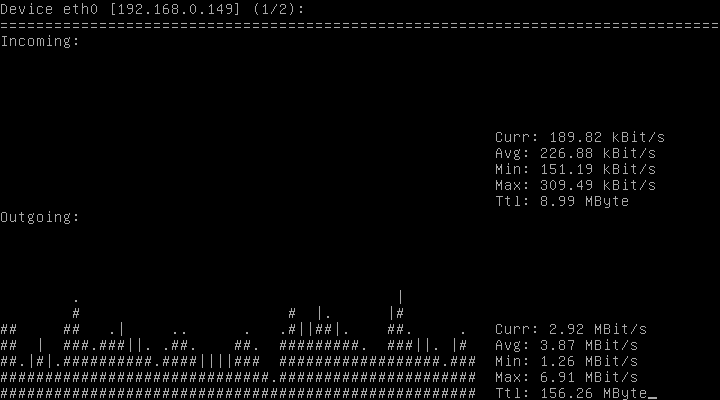 Device eth0 [192.168.0.149] (1/2):
================================================================================
Incoming:
Curr: 189.82 kBit/s
Avg: 226.88 kBit/s
Min: 151.19 kBit/s
Max: 309.49 kBit/s
Ttl: 8.99 MByte
Outgoing:
Curr: 2.92 MBit/s
Avg: 3.87 MBit/s
Min: 1.26 MBit/s
Max: 6.91 MBit/s
Ttl: 156.26 MByte